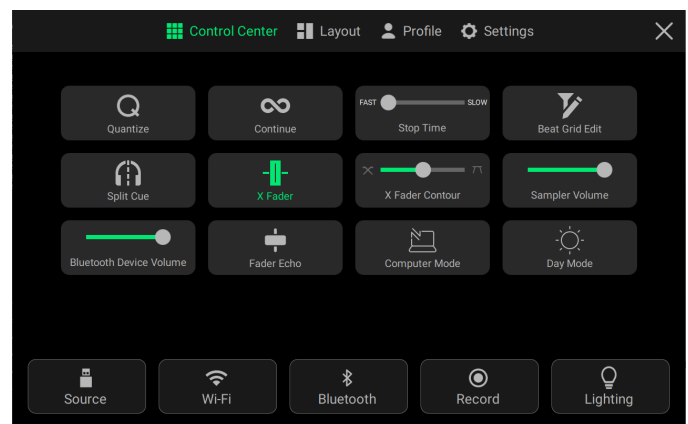 Control Center
Layout
Profile
Settings
Quantize
Continue
FAST SLOW
Stop Time
Beat Grid Edit
Split Cue
X Fader
X Fader Contour
Sampler Volume
Bluetooth Device Volume
Fader Echo
Computer Mode
Day Mode
Source
Wi-Fi
Bluetooth
Record
Lighting